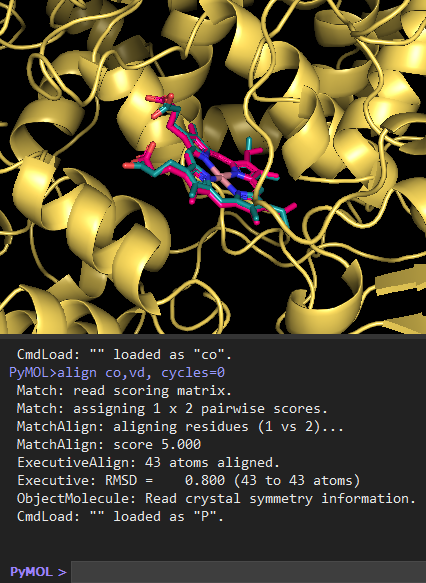 CmdLoad: "" loaded as "co".
PyMOL>align co,vd, cycles=0
Match: read scoring matrix.
Match: assigning 1 x 2 pairwise scores.
MatchAlign: aligning residues (1 vs 2)...
MatchAlign: score 5.000
ExecutiveAlign: 43 atoms aligned.
Executive: RMSD =    0.800 (43 to 43 atoms)
ObjectMolecule: Read crystal symmetry information.
CmdLoad: "" loaded as "P".
PyMOL >